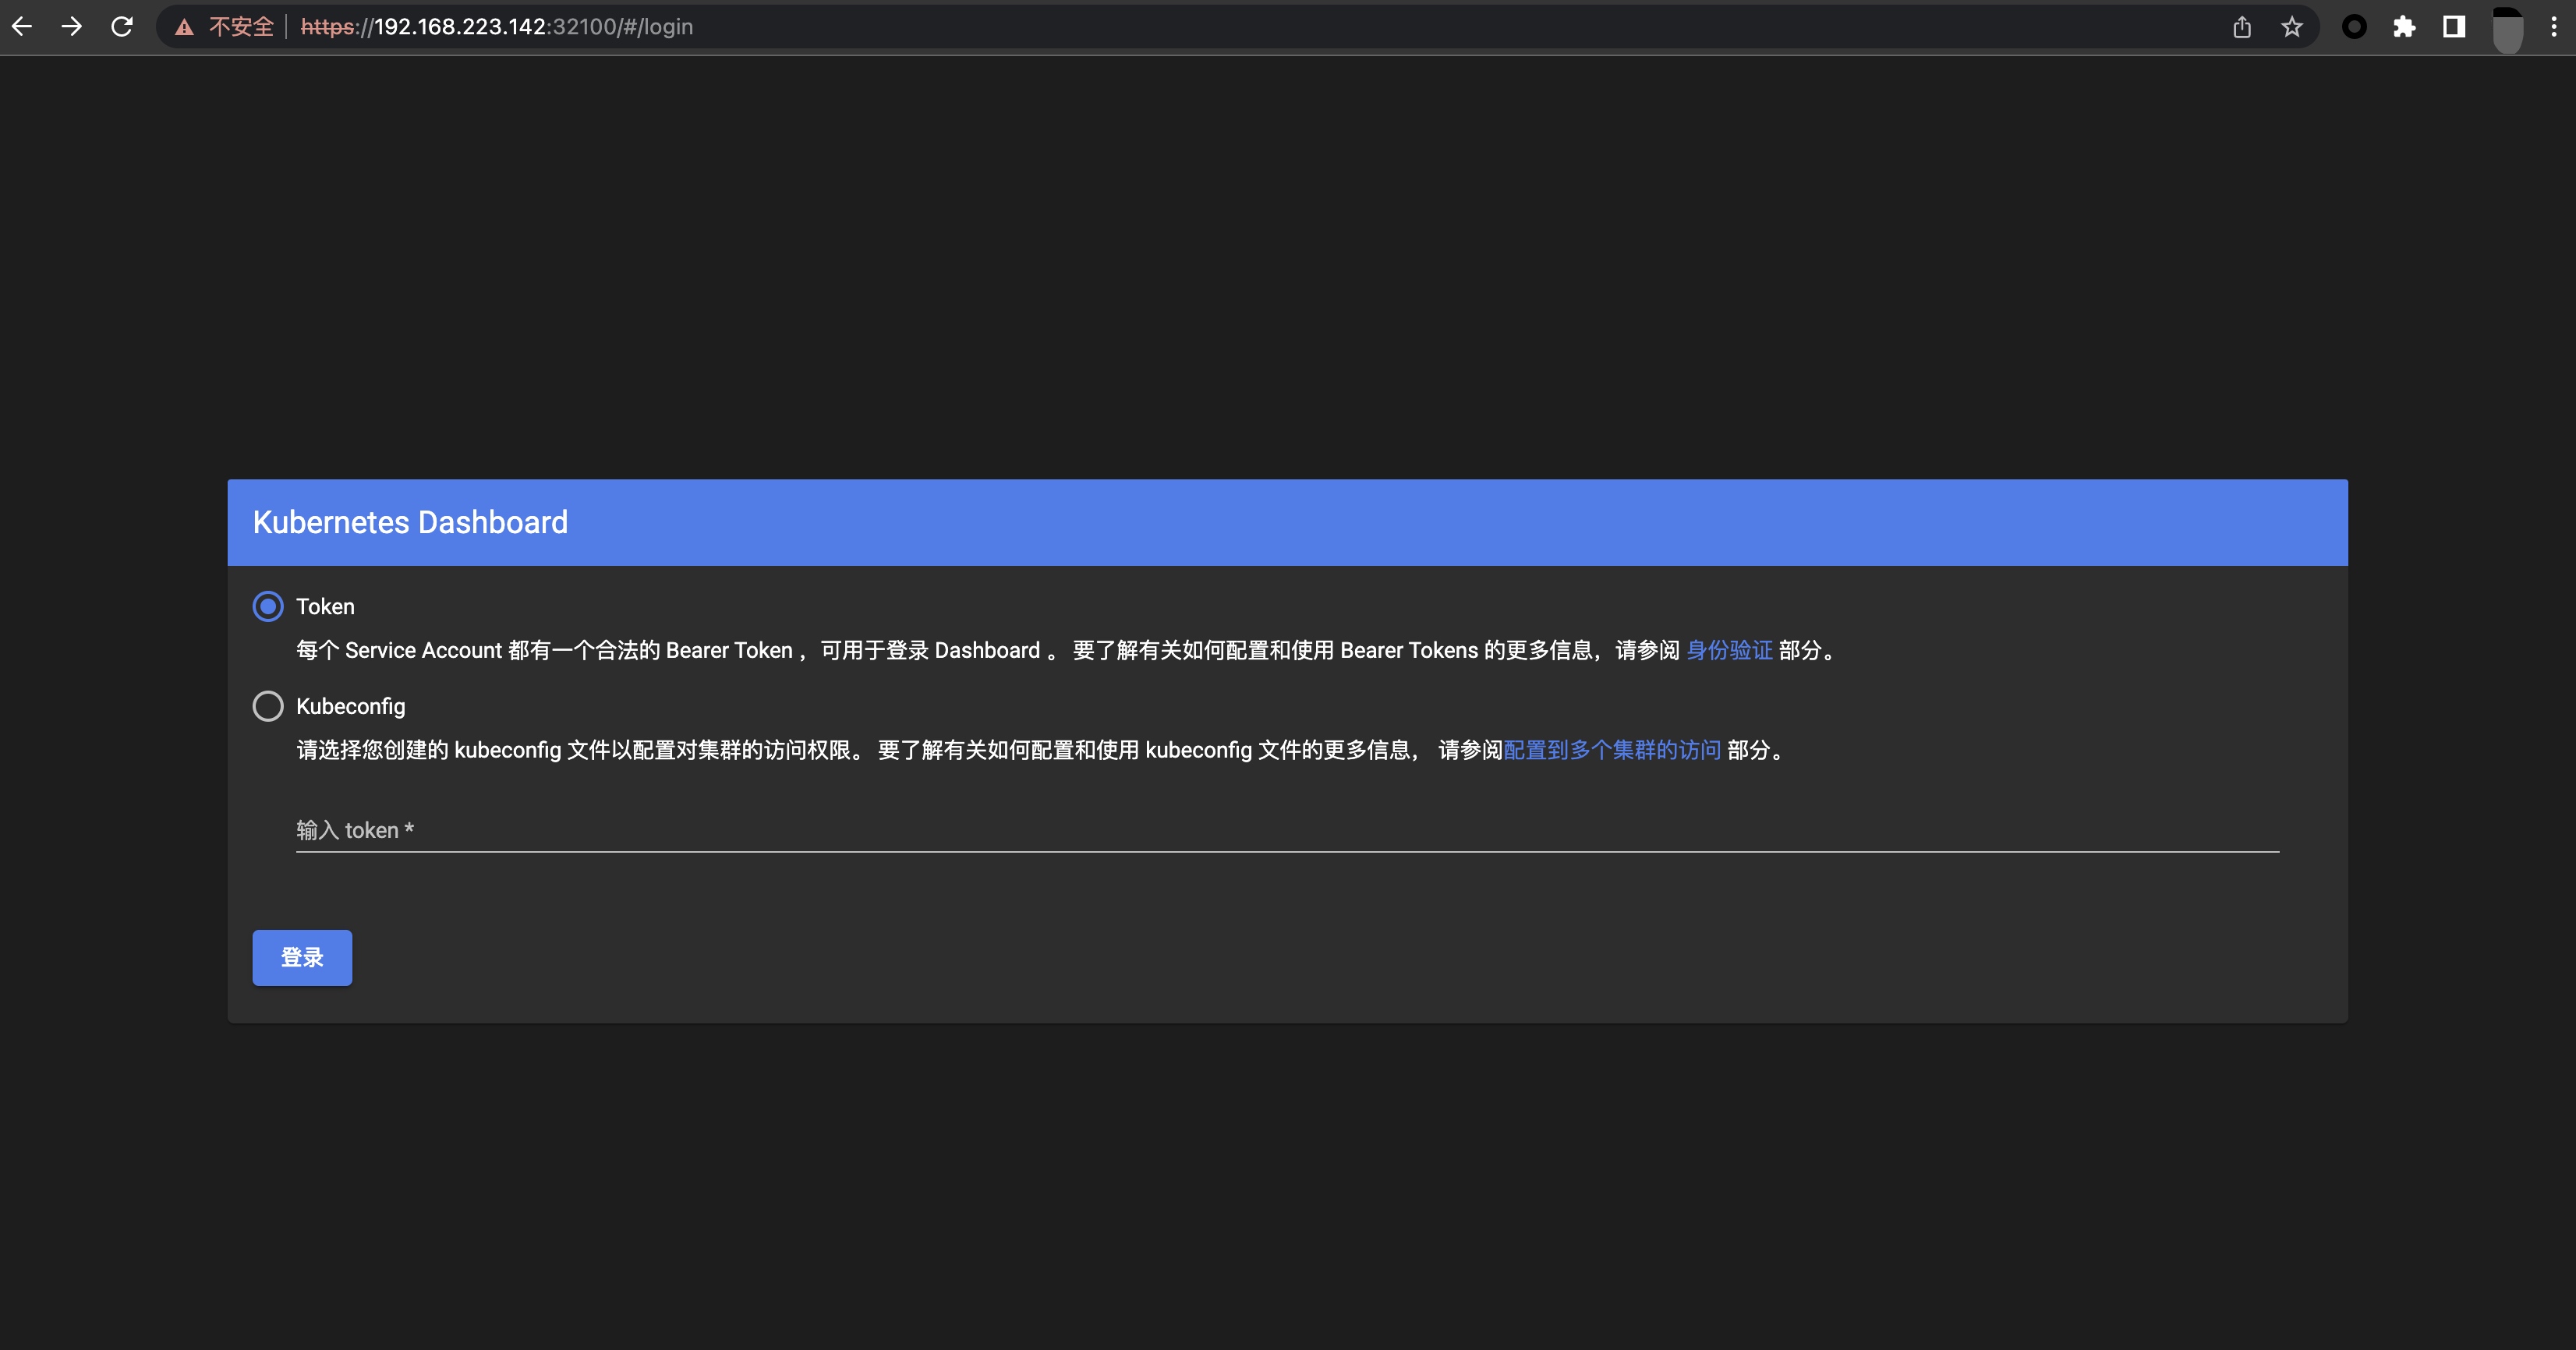 不安全 https://192.168.223.142:32100/#/login
Kubernetes Dashboard
Token
每个 Service Account 都有一个合法的 Bearer Token ，可用于登录 Dashboard 。 要了解有关如何配置和使用 Bearer Tokens 的更多信息，请参阅 身份验证 部分。
Kubeconfig
请选择您创建的 kubeconfig 文件以配置对集群的访问权限。 要了解有关如何配置和使用 kubeconfig 文件的更多信息， 请参阅配置到多个集群的访问 部分。
输入 token *
登录